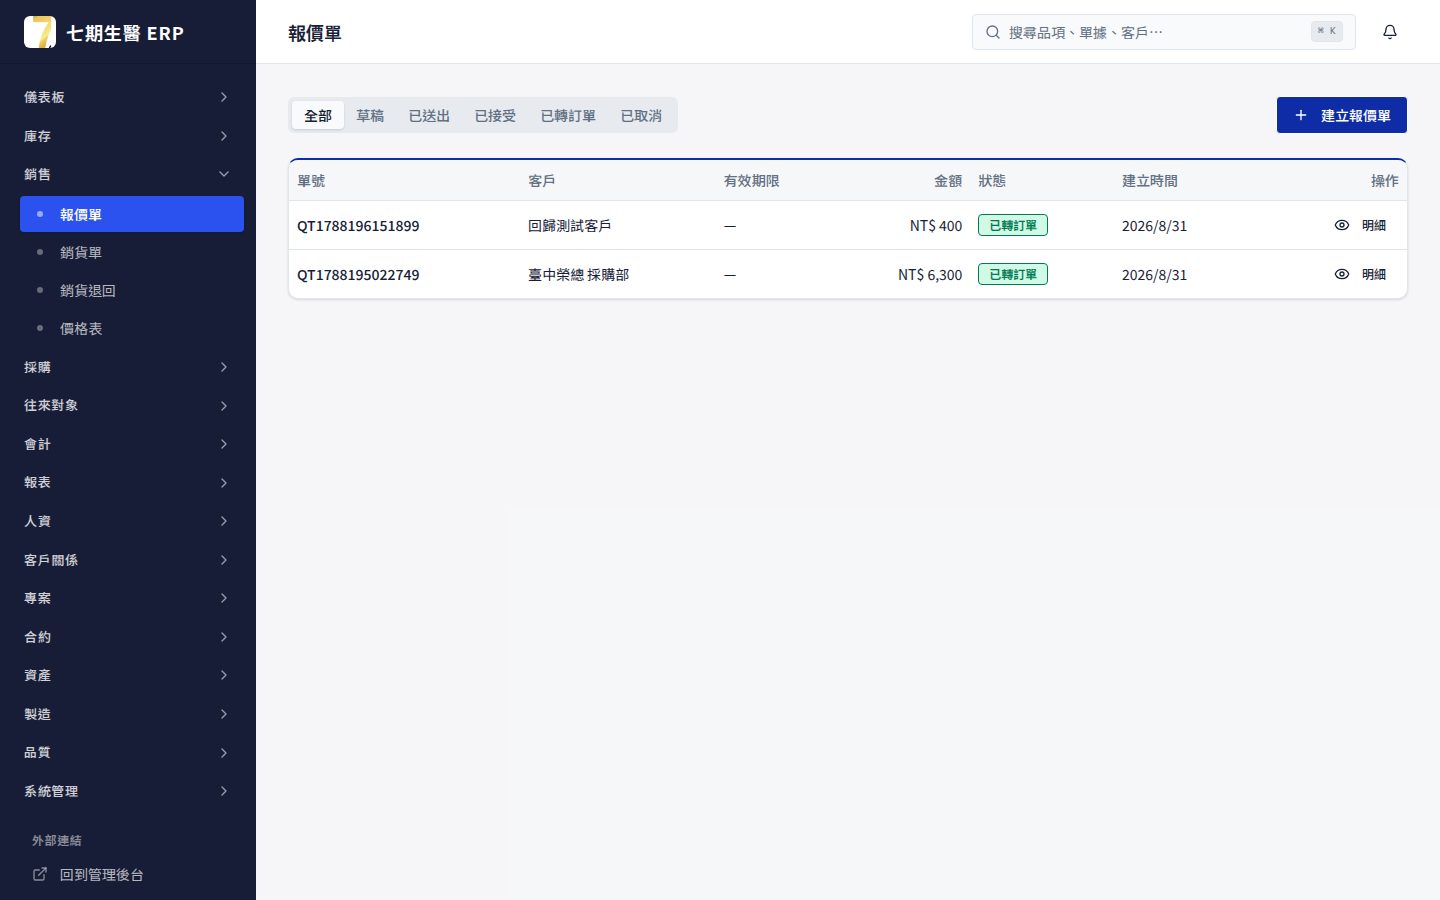 七期生醫 ERP
儀表板
庫存
銷售
報價單
銷貨單
銷貨退回
價格表
採購
往來對象
會計
報表
人資
客戶關係
專案
合約
資產
製造
品質
系統管理
外部連結
回到管理後台
報價單
搜尋品項、單據、客戶⋯
⌘ K
全部 草稿 已送出 已接受 已轉訂單 已取消
建立報價單
單號 客戶 有效期限 金額 狀態 建立時間 操作
QT1788196151899 回歸測試客戶 — NT$ 400 已轉訂單 2026/8/31 明細
QT1788195022749 臺中榮總 採購部 — NT$ 6,300 已轉訂單 2026/8/31 明細